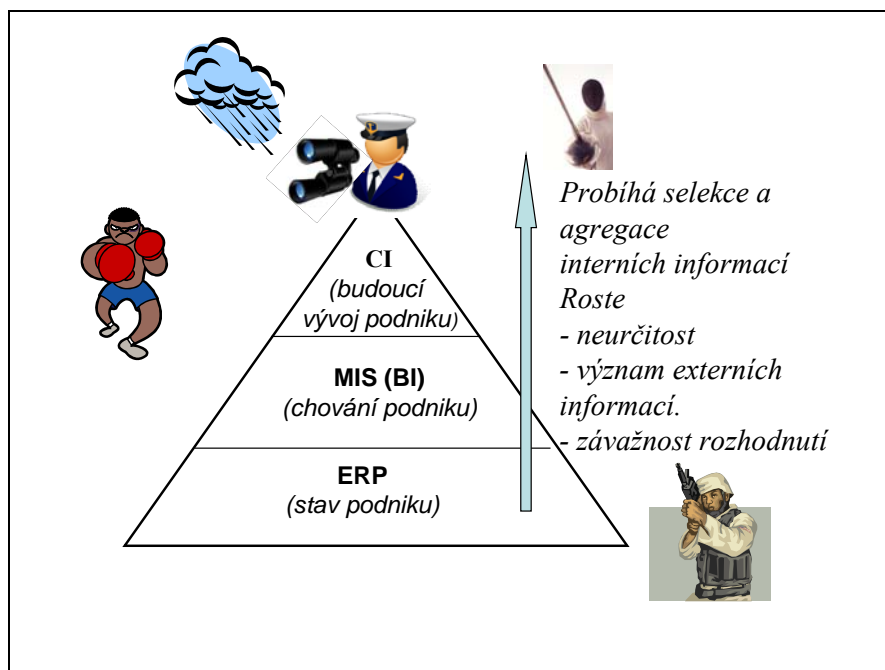 CI
(budoucí
vývoj podniku)
MIS (BI)
(chování podniku)
ERP
(stav podniku)
Probíhá selekce a
agregace
interních informací
Roste
- neurčitost
- význam externích
informací.
- závažnost rozhodnutí